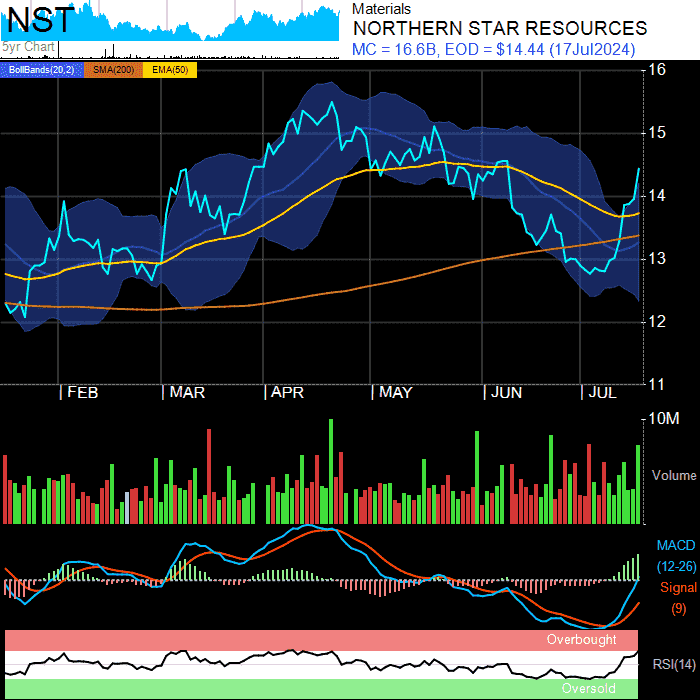 NST
5yr Chart
Materials
NORTHERN STAR RESOURCES
MC = 16.6B, EOD = $14.44 (17Jul2024)
BollBands(20,2) SMA(200) EMA(50)
16
15
14
13
12
11
FEB MAR APR MAY JUN JUL
10M
Volume
MACD
(12-26)
Signal
(9)
Overbought
RSI(14)
Oversold